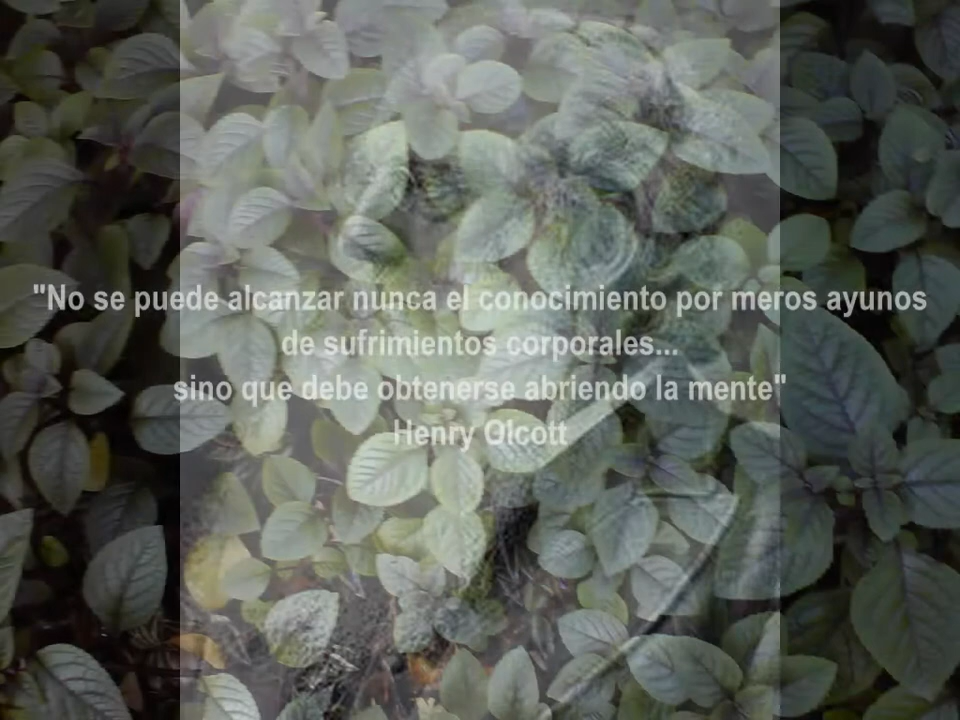 "No se puede alcanzar nunca el conocimiento por meros ayunos
de sufrimientos corporales...
sino que debe obtenerse abriendo la mente"
Henry Olcott